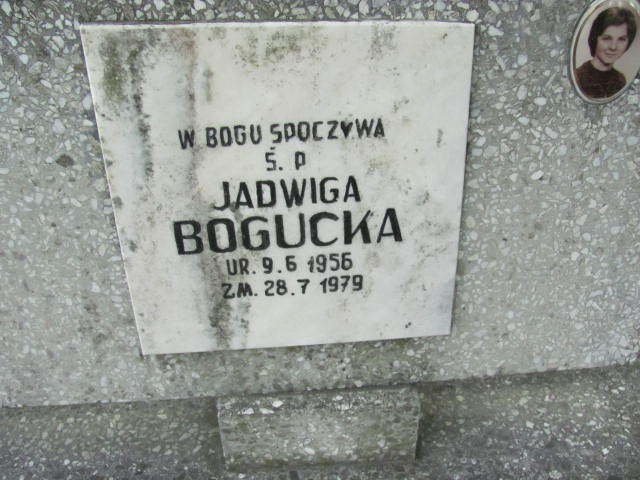 W BOGU SPOCZYWA
Ś. P
JADWIGA
BOGUCKA
UR. 9.6 1956
ZM. 28.7 1979